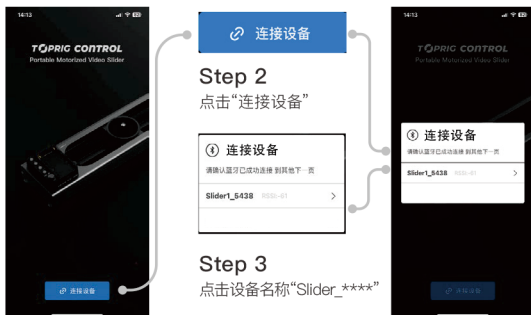 14:13
TOPRIG CONTROL
Portable Motorized Video Slider
连接设备
连接设备
Step 2
点击“连接设备”
连接设备
请确认蓝牙已成功连接 到其他下一页
Slider1_5438 RSSI:-61
Step 3
点击设备名称“Slider_****”
14:13
TOPRIG CONTROL
Portable Motorized Video Slider
连接设备
请确认蓝牙已成功连接 到其他下一页
Slider1_5438 RSSI:-61
连接设备